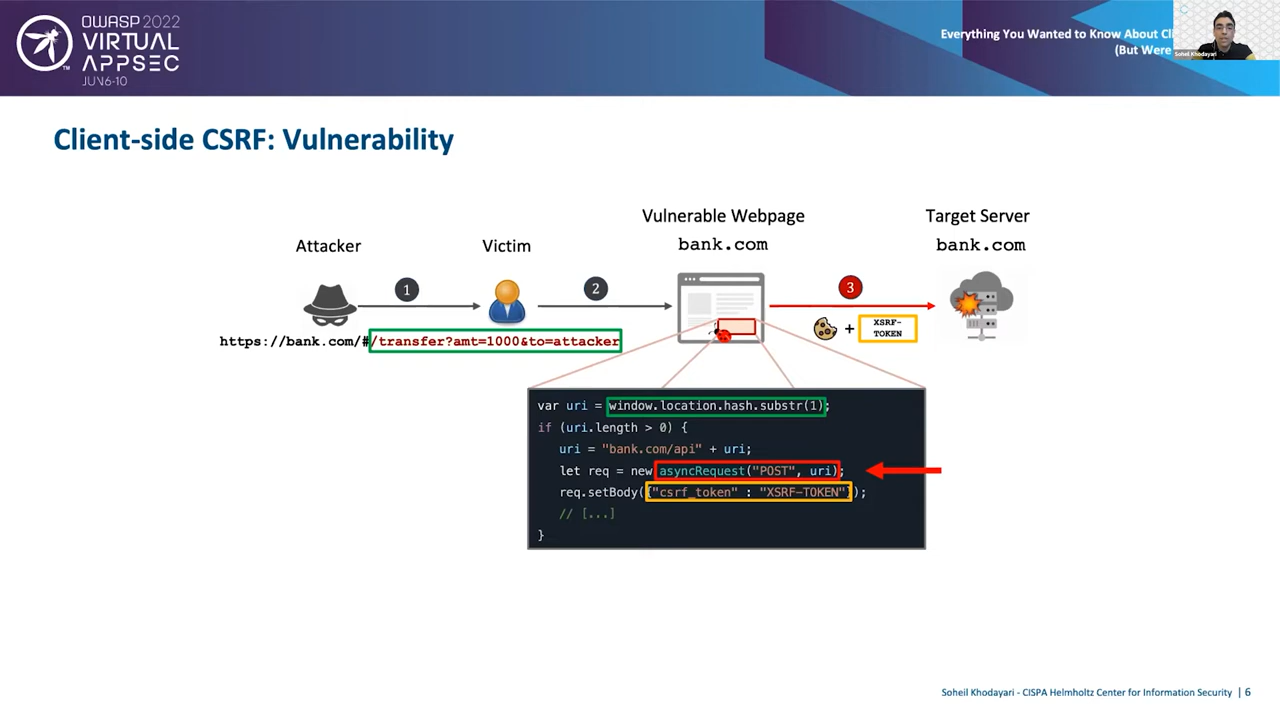 OWASP 2022
VIRTUAL
APPSEC
TM
JUN 6-10
Everything You Wanted to Know About
(But Were
Soheil Khodayari
Client-side CSRF: Vulnerability
Attacker
Victim
Vulnerable Webpage
bank.com
Target Server
bank.com
1
2
3
https://bank.com/#/transfer?amt=1000&to=attacker
+
XSRF-
TOKEN
var uri = window.location.hash.substr(1);
if (uri.length > 0) {
uri = "bank.com/api" + uri;
let req = new asyncRequest("POST", uri);
req.setBody({"csrf_token" : "XSRF-TOKEN"});
// [...]
}
Soheil Khodayari - CISPA Helmholtz Center for Information Security | 6